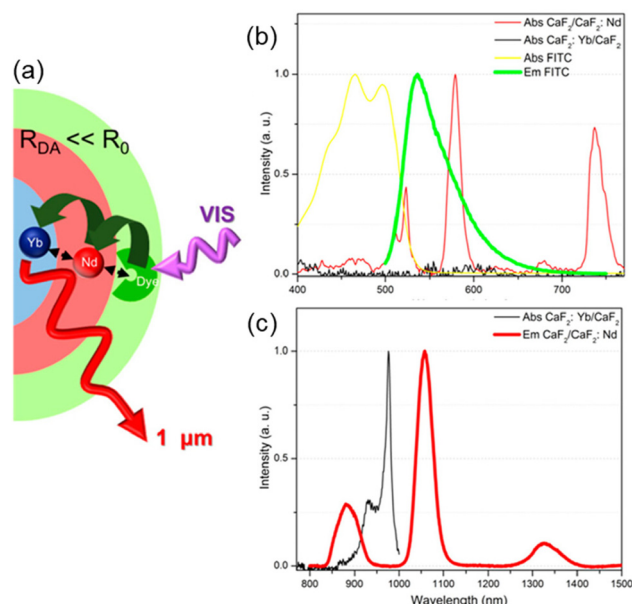 (a)
R_DA << R_0
VIS
Yb
Nd
Dye
1 μm
(b)
Abs CaF₂/CaF₂: Nd
Abs CaF₂: Yb/CaF₂
Abs FITC
Em FITC
Intensity (a. u.)
1.0
0.5
0.0
400 500 600 700
(c)
Abs CaF₂: Yb/CaF₂
Em CaF₂/CaF₂: Nd
Intensity (a. u.)
1.0
0.5
0.0
800 900 1000 1100 1200 1300 1400 1500
Wavelength (nm)